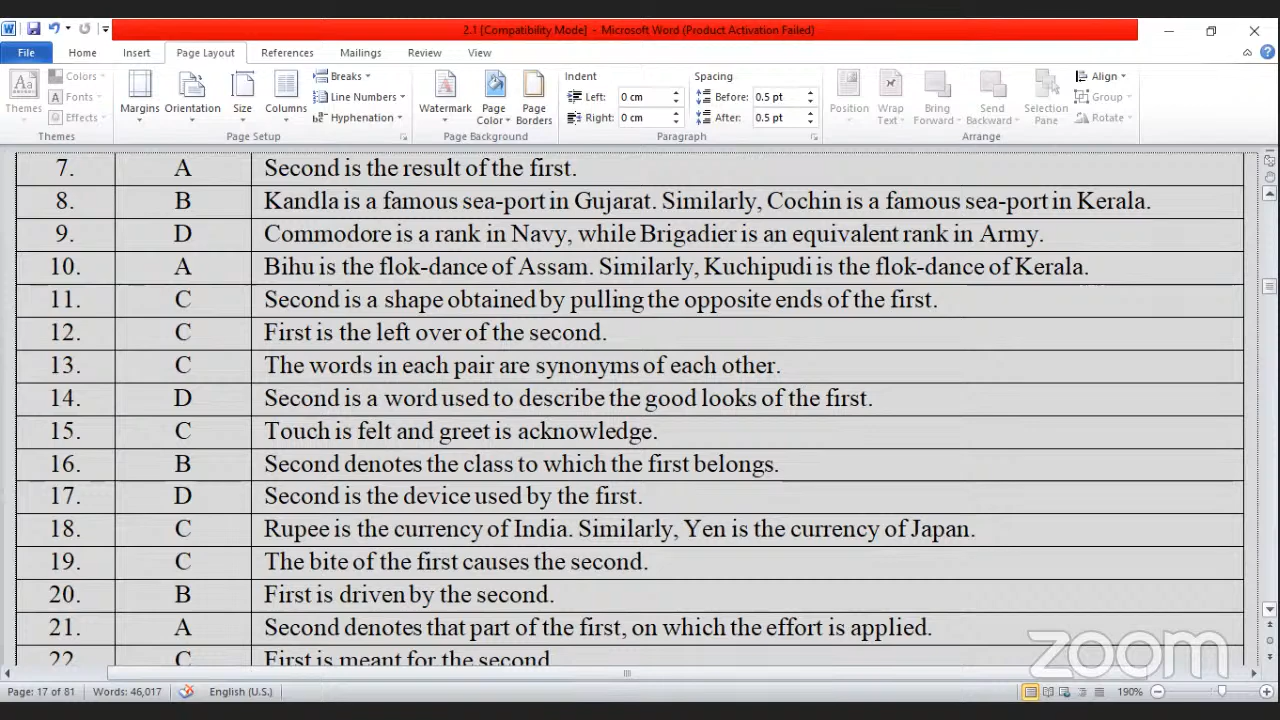 2.1 [Compatibility Mode] - Microsoft Word (Product Activation Failed)
File Home Insert Page Layout References Mailings Review View
Themes Colors Fonts Effects Margins Orientation Size Columns Breaks Line Numbers Hyphenation Watermark Page Color Page Borders Indent Left: 0 cm Right: 0 cm Spacing Before: 0.5 pt After: 0.5 pt Position Wrap Text Bring Forward Send Backward Selection Pane Align Group Rotate
Themes Page Setup Page Background Paragraph Arrange
7. A Second is the result of the first.
8. B Kandla is a famous sea-port in Gujarat. Similarly, Cochin is a famous sea-port in Kerala.
9. D Commodore is a rank in Navy, while Brigadier is an equivalent rank in Army.
10. A Bihu is the flok-dance of Assam. Similarly, Kuchipudi is the flok-dance of Kerala.
11. C Second is a shape obtained by pulling the opposite ends of the first.
12. C First is the left over of the second.
13. C The words in each pair are synonyms of each other.
14. D Second is a word used to describe the good looks of the first.
15. C Touch is felt and greet is acknowledge.
16. B Second denotes the class to which the first belongs.
17. D Second is the device used by the first.
18. C Rupee is the currency of India. Similarly, Yen is the currency of Japan.
19. C The bite of the first causes the second.
20. B First is driven by the second.
21. A Second denotes that part of the first, on which the effort is applied.
22. C First is meant for the second.
zoom
Page: 17 of 81 Words: 46,017 English (U.S.) 190%